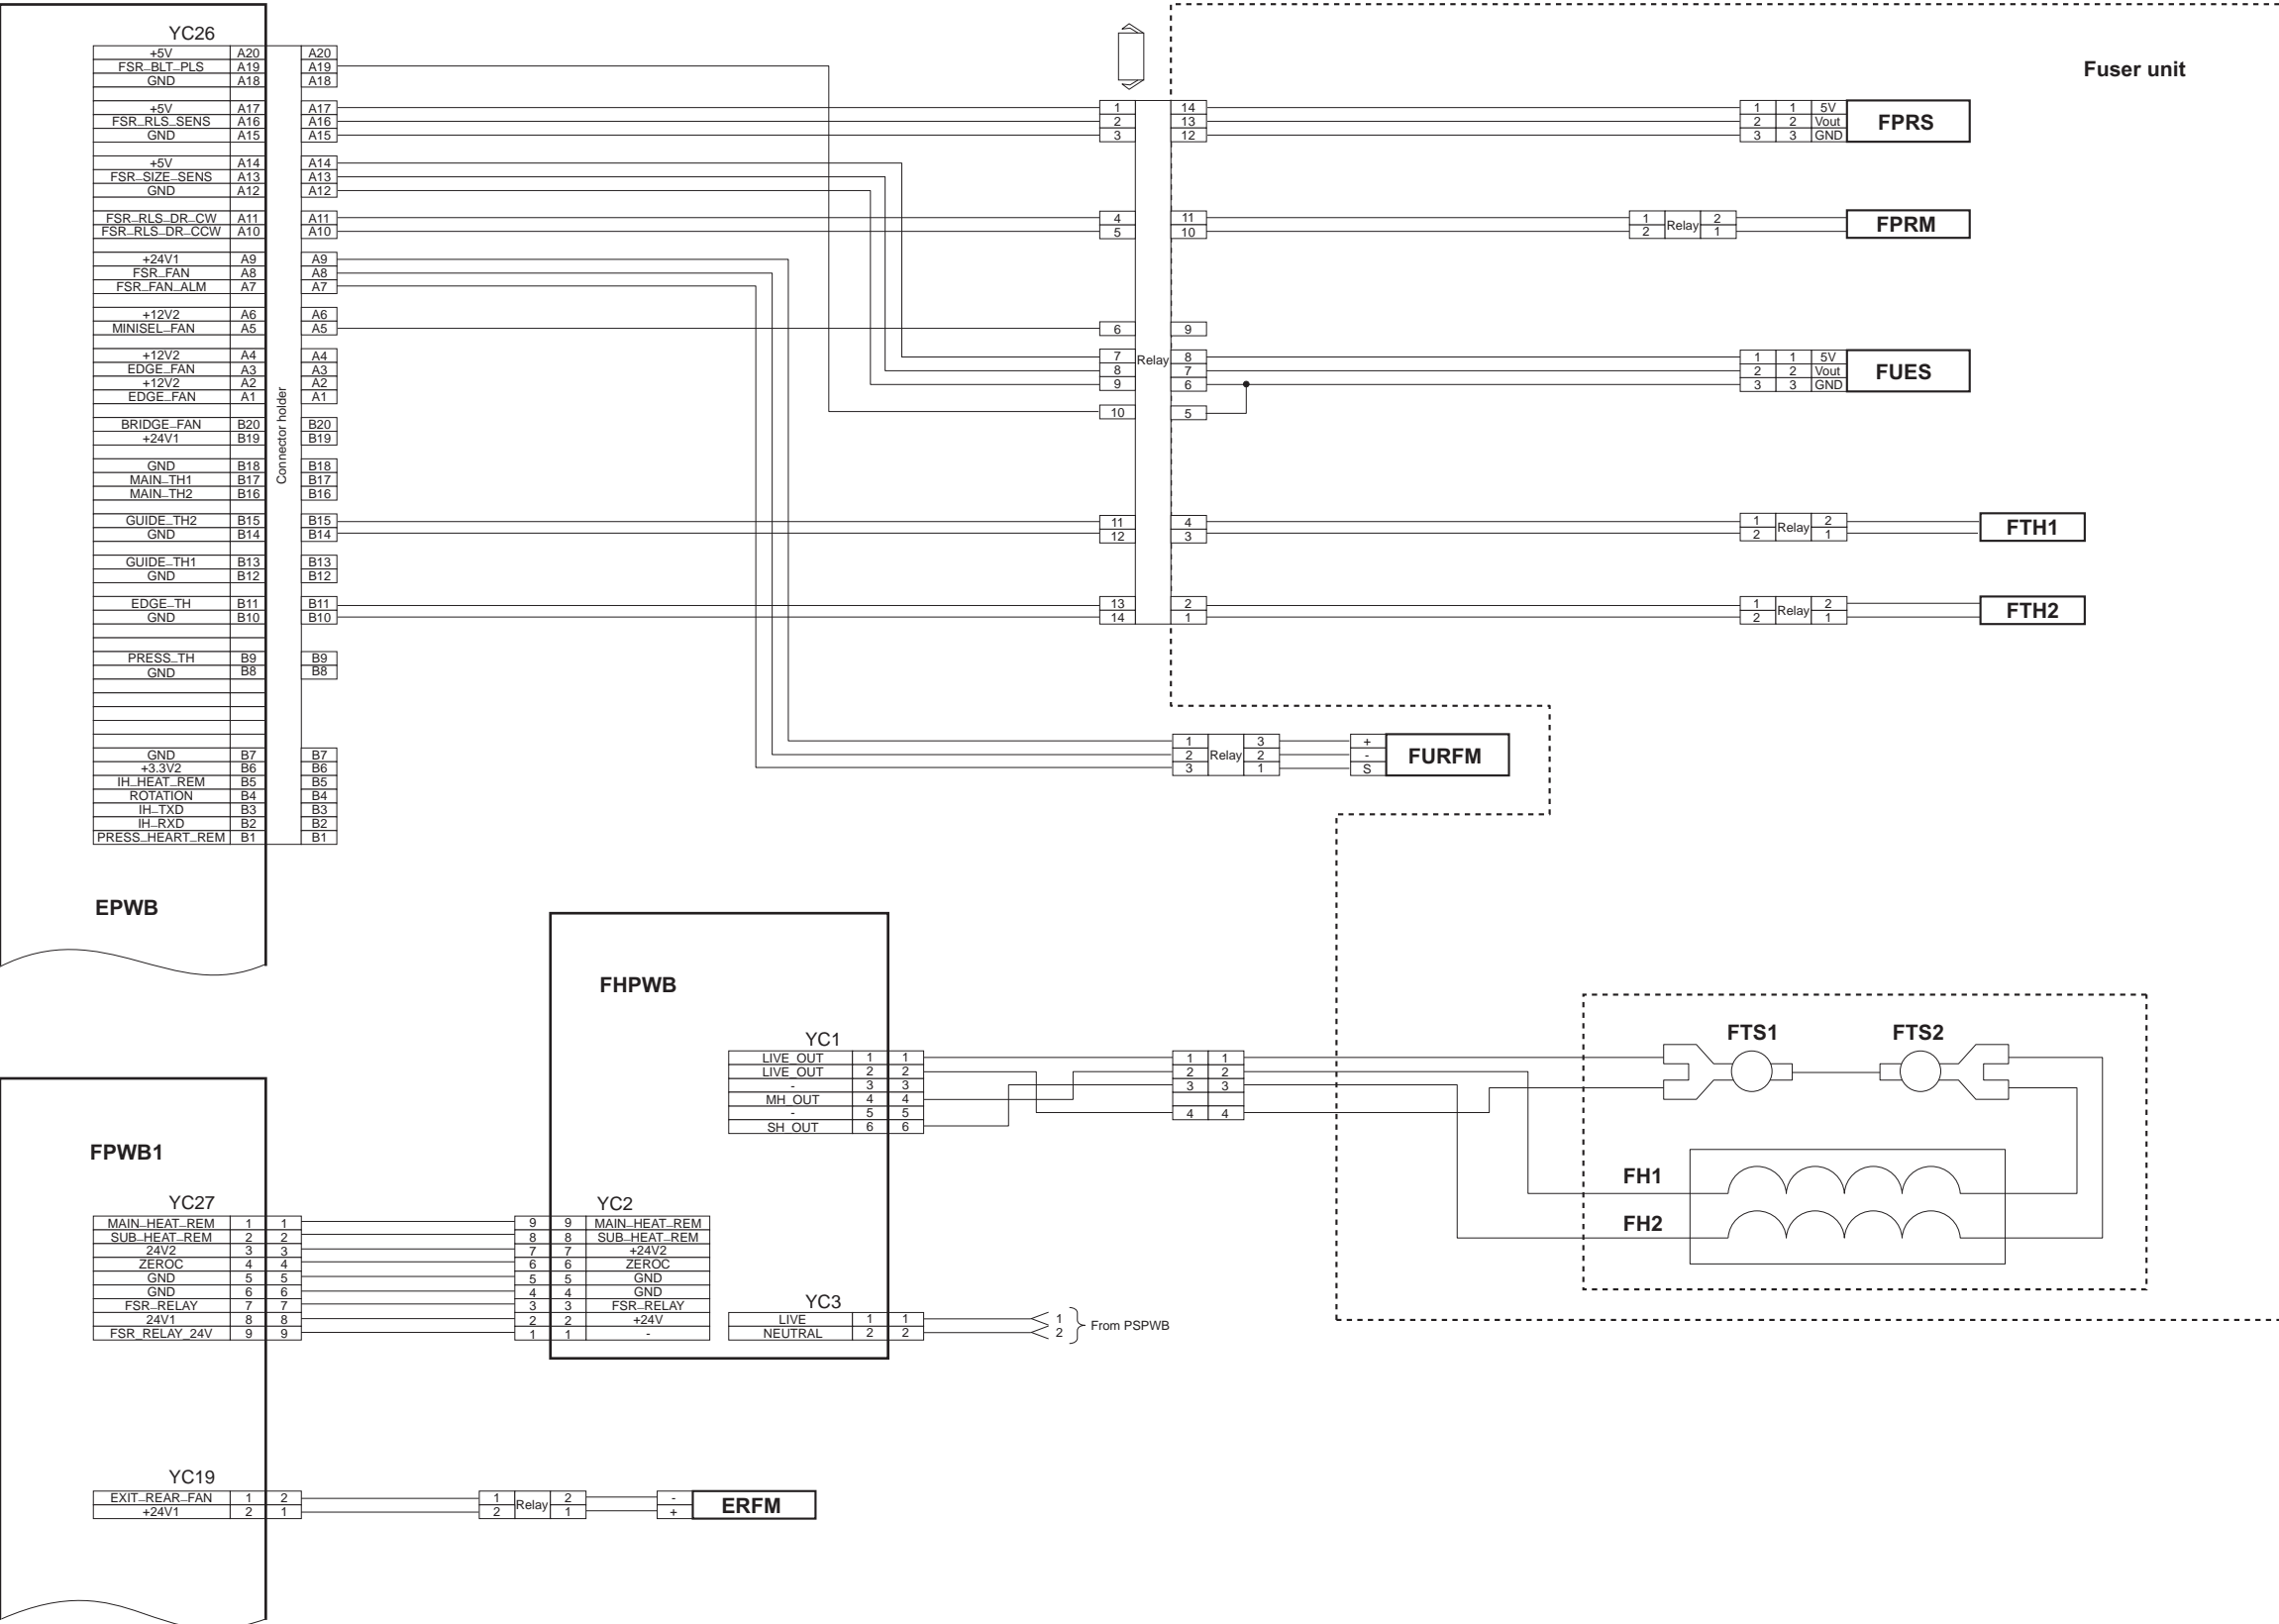 YC26
+5V A20 A20
FSR_BLT_PLS A19 A19
GND A18 A18
+5V A17 A17
FSR_RLS_SENS A16 A16
GND A15 A15
+5V A14 A14
FSR_SIZE_SENS A13 A13
GND A12 A12
FSR_RLS_DR_CW A11 A11
FSR_RLS_DR_CCW A10 A10
+24V1 A9 A9
FSR_FAN A8 A8
FSR_FAN_ALM A7 A7
+12V2 A6 A6
MINISEL_FAN A5 A5
+12V2 A4 A4
EDGE_FAN A3 A3
+12V2 A2 A2
EDGE_FAN A1 A1
BRIDGE_FAN B20 B20
+24V1 B19 B19
GND B18 B18
MAIN_TH1 B17 B17
MAIN_TH2 B16 B16
GUIDE_TH2 B15 B15
GND B14 B14
GUIDE_TH1 B13 B13
GND B12 B12
EDGE_TH B11 B11
GND B10 B10
PRESS_TH B9 B9
GND B8 B8
GND B7 B7
+3.3V2 B6 B6
IH_HEAT_REM B5 B5
ROTATION B4 B4
IH_TXD B3 B3
IH_RXD B2 B2
PRESS_HEART_REM B1 B1
Connector holder
EPWB
Fuser unit
1 14
2 13
3 12
4 11
5 10
6 9
Relay
7 8
8 7
9 6
10 5
11 4
12 3
13 2
14 1
1 1 5V
2 2 Vout
3 3 GND
FPRS
1 Relay 2
2 1
FPRM
1 1 5V
2 2 Vout
3 3 GND
FUES
1 Relay 2
2 1
FTH1
1 Relay 2
2 1
FTH2
1 3 +
2 Relay 2 -
3 1 S
FURFM
FHPWB
YC1
LIVE_OUT 1 1
LIVE_OUT 2 2
- 3 3
MH_OUT 4 4
- 5 5
SH_OUT 6 6
1 1
2 2
3 3
4 4
FTS1
FTS2
FH1
FH2
FPWB1
YC27
MAIN_HEAT_REM 1 1
SUB_HEAT_REM 2 2
24V2 3 3
ZEROC 4 4
GND 5 5
GND 6 6
FSR_RELAY 7 7
24V1 8 8
FSR_RELAY_24V 9 9
YC2
9 9 MAIN_HEAT_REM
8 8 SUB_HEAT_REM
7 7 +24V2
6 6 ZEROC
5 5 GND
4 4 GND
3 3 FSR_RELAY
2 2 +24V
1 1 -
YC3
LIVE 1 1
NEUTRAL 2 2
1
2
From PSPWB
YC19
EXIT_REAR_FAN 1 2
+24V1 2 1
1 Relay 2 -
2 1 +
ERFM